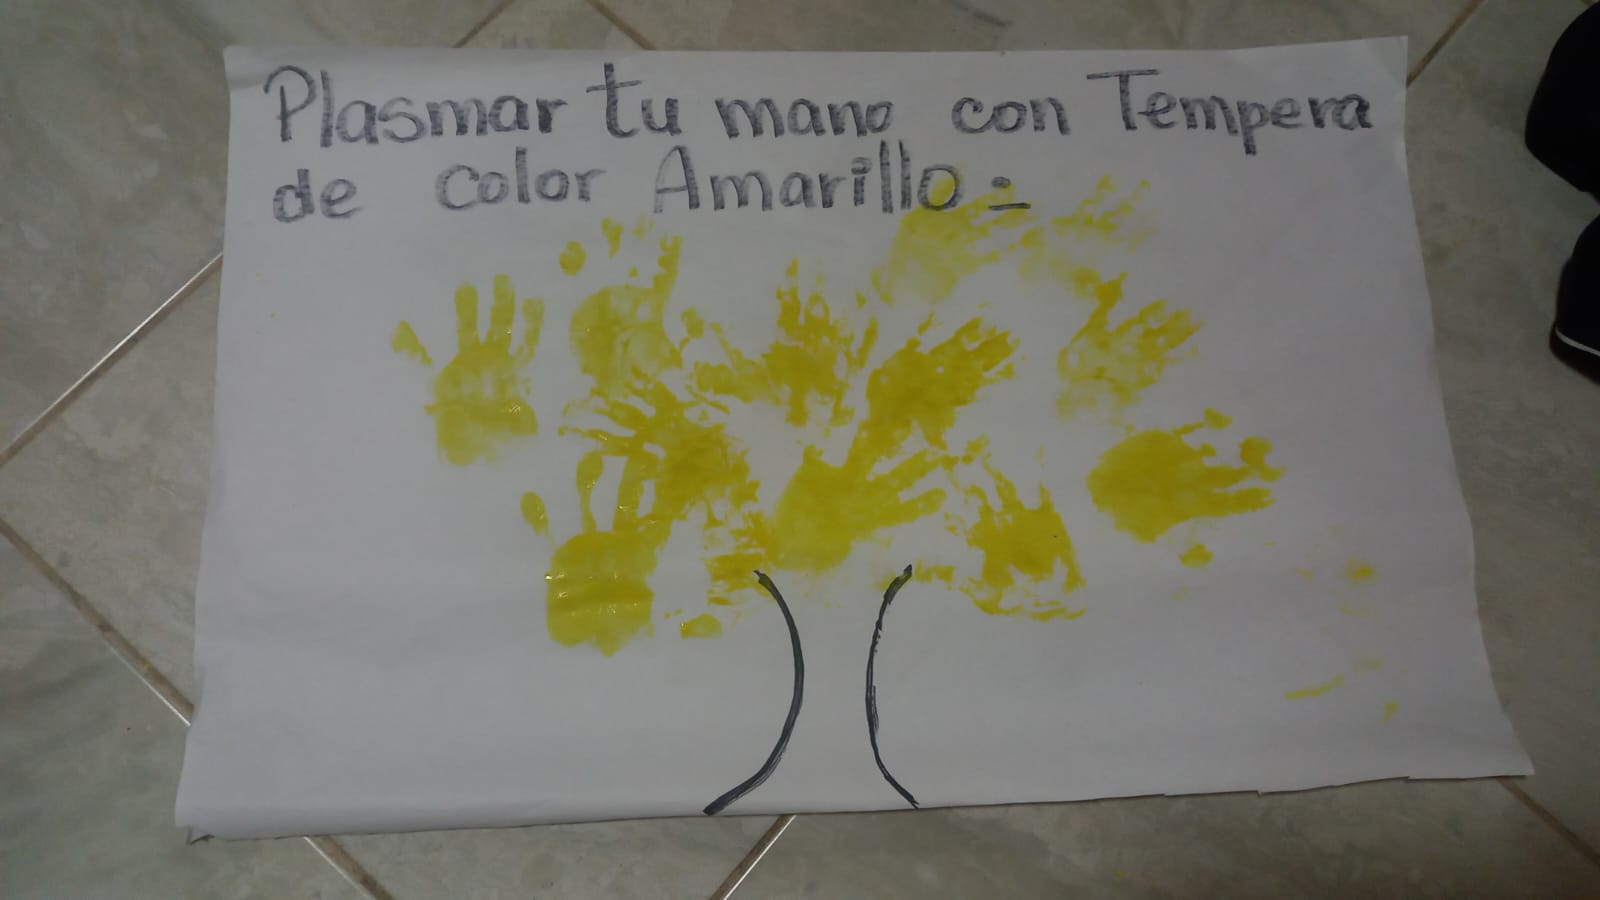 Plasmar tu mano con Tempera
de color Amarillo: